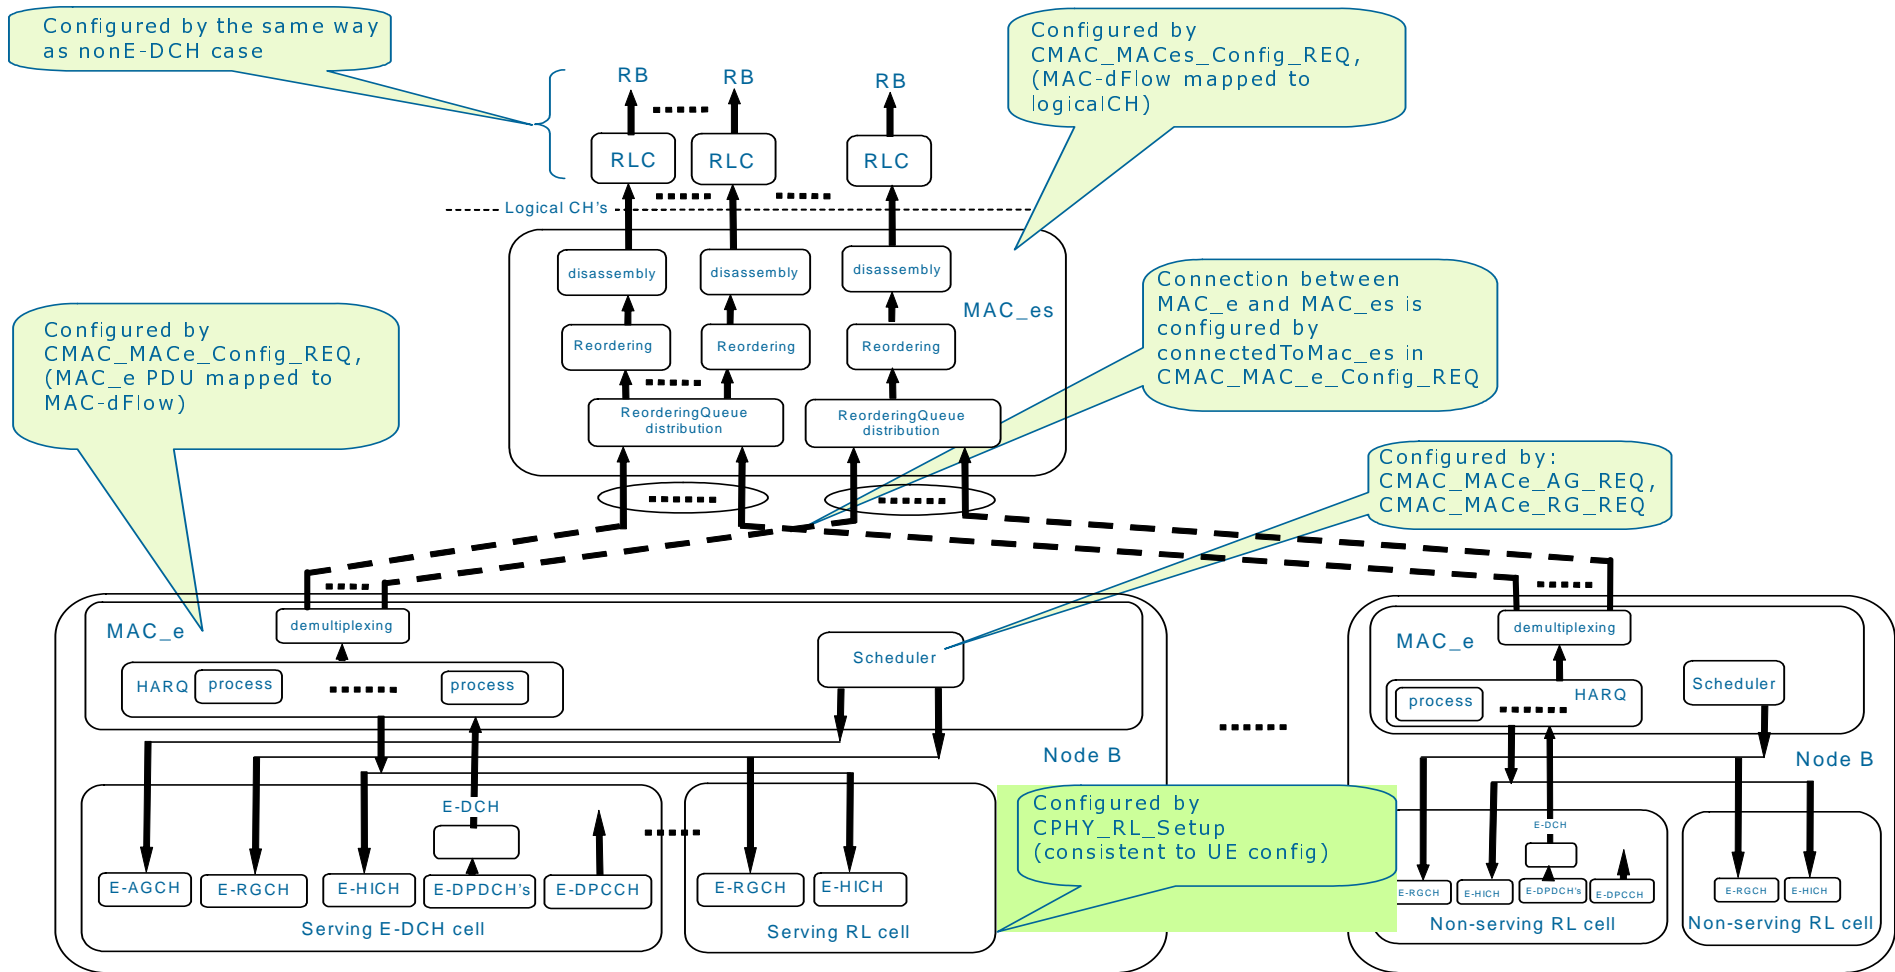 Configured by the same way
as nonE-DCH case
Configured by
CMAC_MACes_Config_REQ,
(MAC-dFlow mapped to
logicalCH)
RB
RB
RB
RLC
RLC
RLC
Logical CH's
disassembly
disassembly
disassembly
MAC_es
Reordering
Reordering
Reordering
ReorderingQueue
distribution
ReorderingQueue
distribution
Connection between
MAC_e and MAC_es is
configured by
connectedToMac_es in
CMAC_MAC_e_Config_REQ
Configured by
CMAC_MACe_Config_REQ,
(MAC_e PDU mapped to
MAC-dFlow)
Configured by:
CMAC_MACe_AG_REQ,
CMAC_MACe_RG_REQ
MAC_e
demultiplexing
Scheduler
HARQ
process
process
Node B
E-DCH
E-AGCH
E-RGCH
E-HICH
E-DPDCH's
E-DPCCH
Serving E-DCH cell
E-RGCH
E-HICH
Serving RL cell
Configured by
CPHY_RL_Setup
(consistent to UE config)
MAC_e
demultiplexing
process
HARQ
Scheduler
Node B
E-DCH
E-RGCH
E-HICH
E-DPDCH's
E-DPCCH
Non-serving RL cell
E-RGCH
E-HICH
Non-serving RL cell